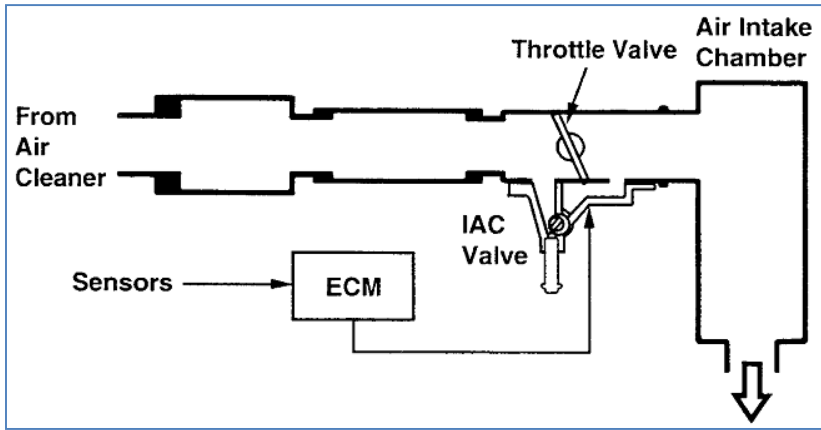 Air Intake
Chamber
Throttle Valve
From
Air
Cleaner
IAC
Valve
Sensors
ECM